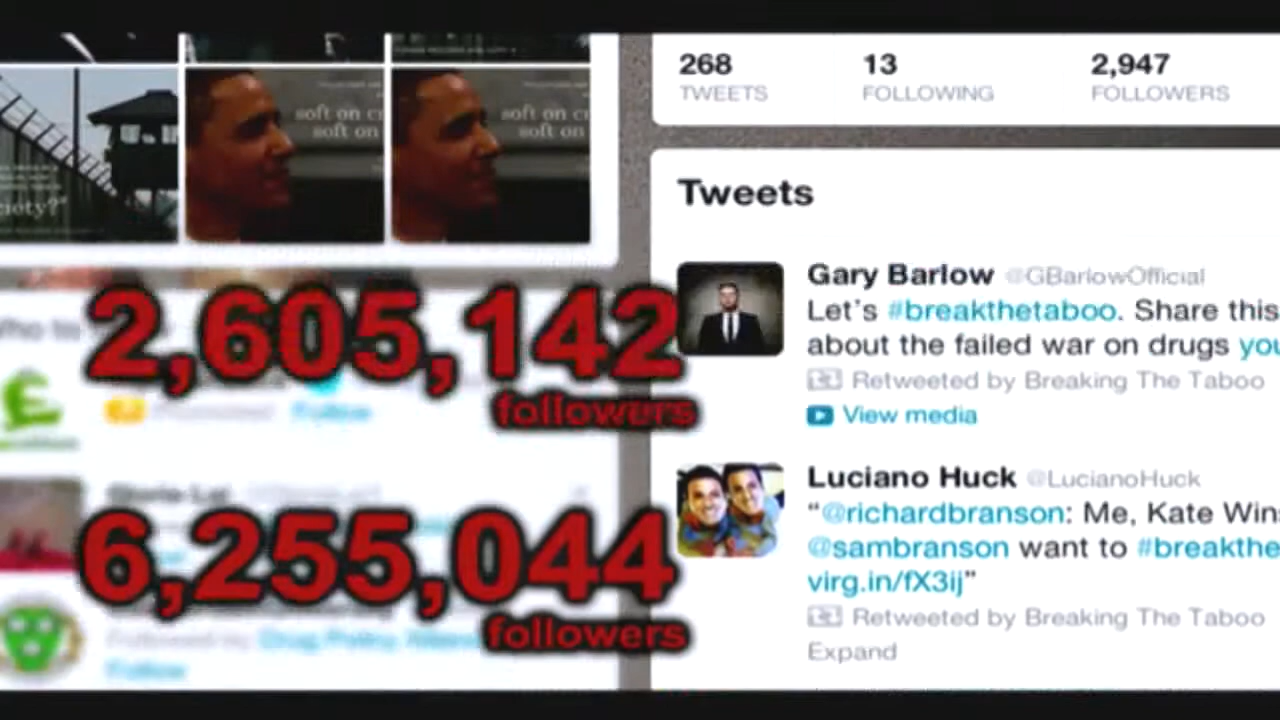 soft on
soft on
soft on
soft on
268
TWEETS
13
FOLLOWING
2,947
FOLLOWERS
Tweets
Gary Barlow @GBarlowOfficial
Let's #breakthetaboo. Share this
about the failed war on drugs you
Retweeted by Breaking The Taboo
View media
2,605,142
followers
Luciano Huck @LucianoHuck
“@richardbranson: Me, Kate Wins
@sambranson want to #breakthe
virg.in/fX3ij”
Retweeted by Breaking The Taboo
Expand
6,255,044
followers
Follow
Follow